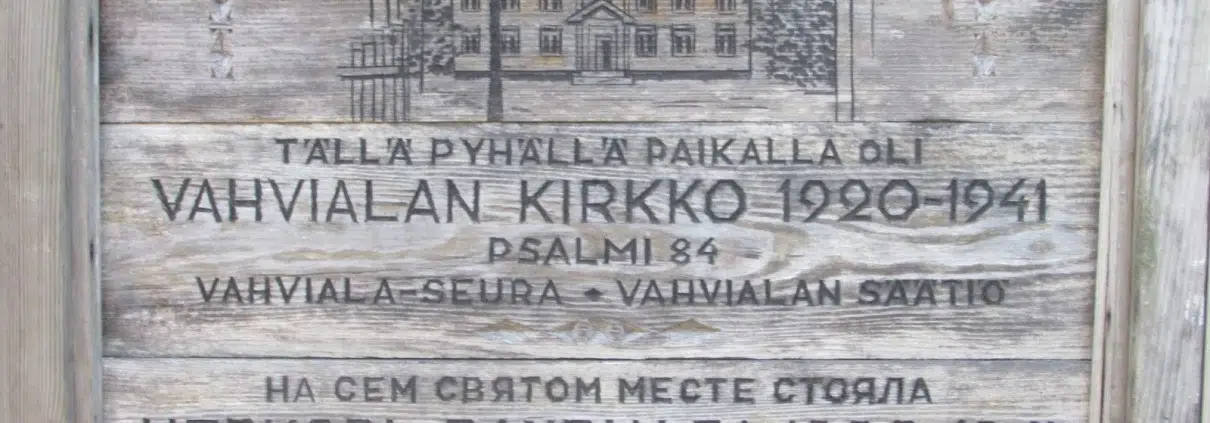 TÄLLÄ PYHÄLLÄ PAIKALLA OLI
VAHVIALAN KIRKKO 1920-1941
PSALMI 84
VAHVIALA-SEURA ✦ VAHVIALAN SÄÄTIÖ
НА СЕМ СВЯТОМ МЕСТЕ СТОЯЛА